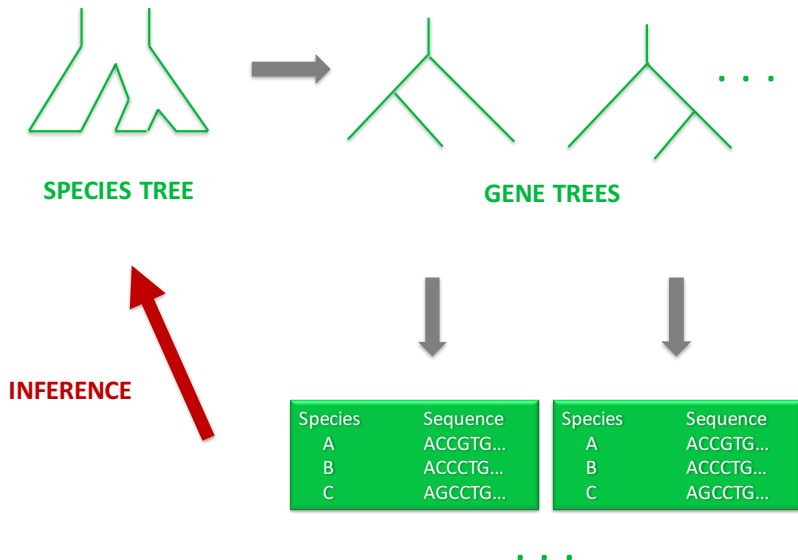 . . .
SPECIES TREE
GENE TREES
INFERENCE
Species Sequence
A ACCGTG...
B ACCCTG...
C AGCCTG...
Species Sequence
A ACCGTG...
B ACCCTG...
C AGCCTG...
. . .